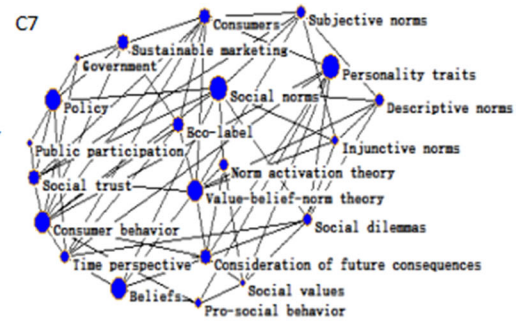 C7
Consumers
Subjective norms
Sustainable marketing
Government
Personality traits
Policy
Social norms
Descriptive norms
Eco-label
Public participation
Injunctive norms
Norm activation theory
Social trust
Value-belief-norm theory
Consumer behavior
Social dilemmas
Time perspective
Consideration of future consequences
Beliefs
Social values
Pro-social behavior